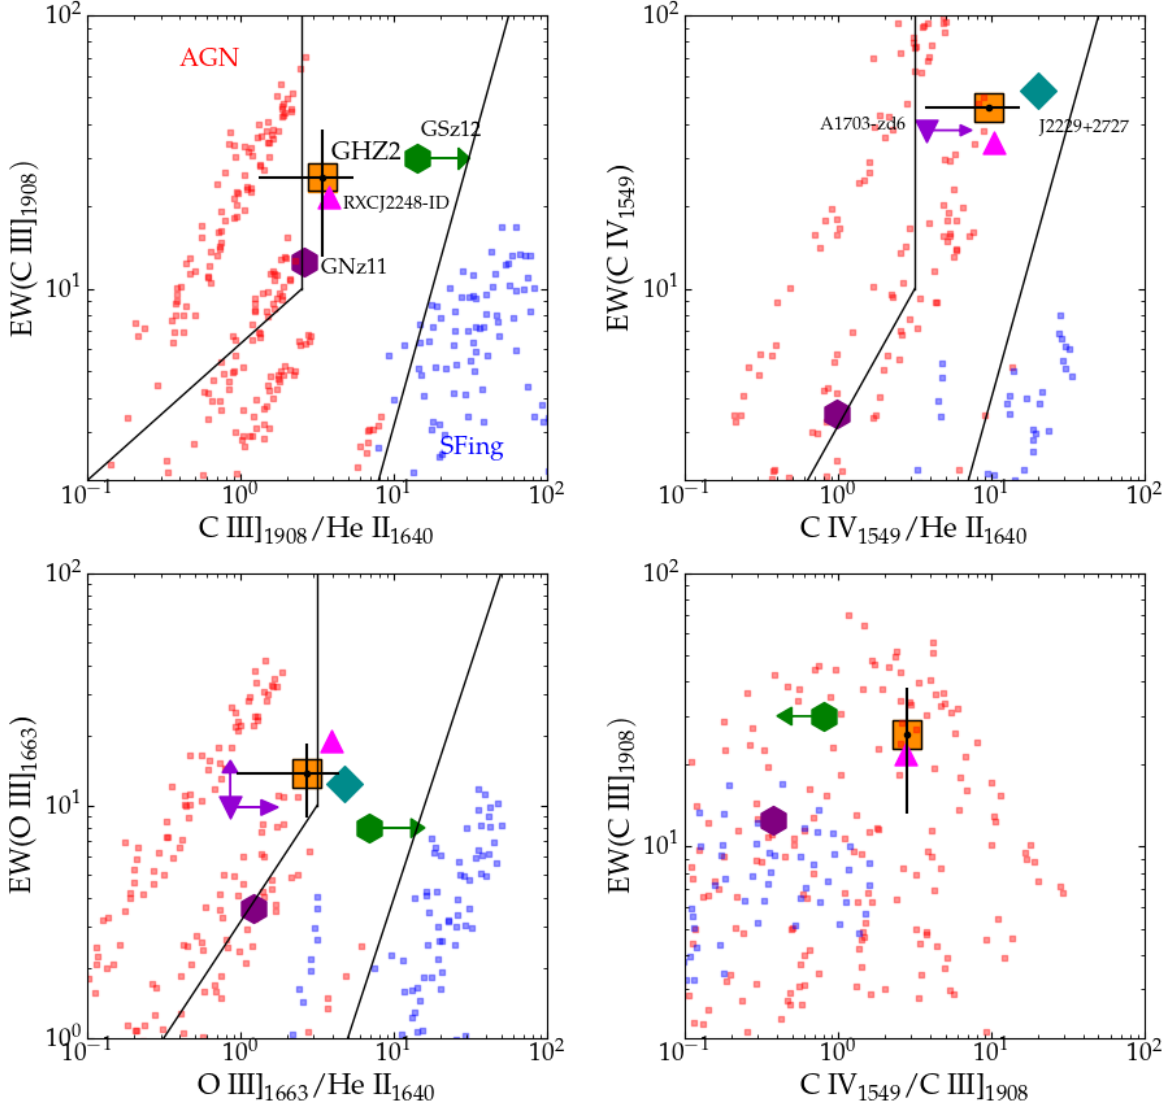 10²
10²
AGN
GSz12
GHZ2
RXCJ2248-ID
GNz11
A1703-zd6
J2229+2727
EW(C III]₁₉₀₈)
10¹
EW(C IV₁₅₄₉)
10¹
SFing
10⁻¹ 10⁰ 10¹ 10²
10⁻¹ 10⁰ 10¹ 10²
C III]₁₉₀₈/He II₁₆₄₀
C IV₁₅₄₉/He II₁₆₄₀
10²
10²
EW(O III]₁₆₆₃)
10¹
EW(C III]₁₉₀₈)
10¹
10⁰
10⁻¹ 10⁰ 10¹ 10²
10⁻¹ 10⁰ 10¹ 10²
O III]₁₆₆₃/He II₁₆₄₀
C IV₁₅₄₉/C III]₁₉₀₈